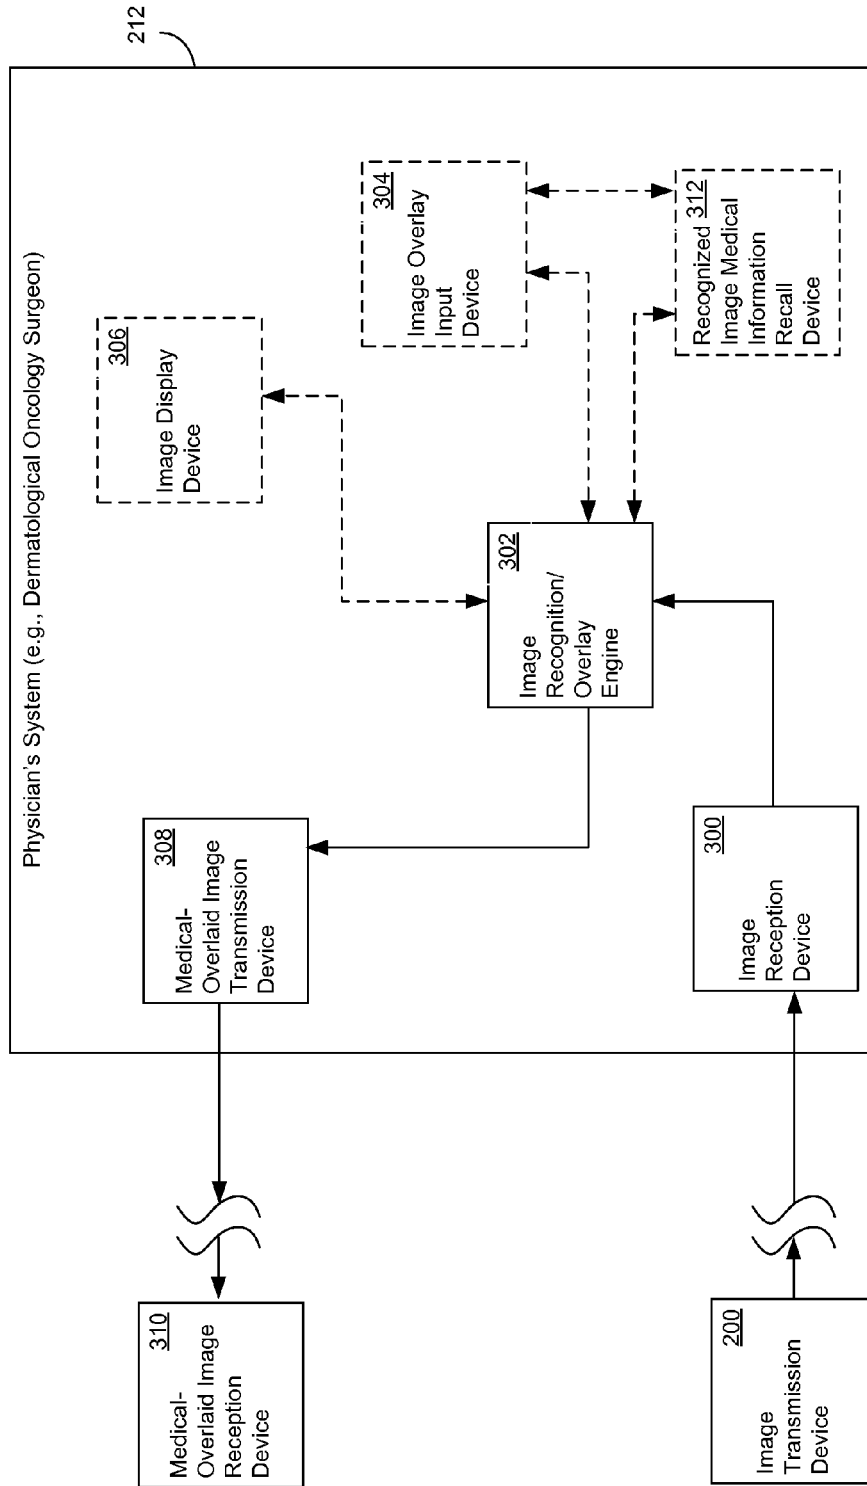 212
Physician's System (e.g., Dermatological Oncology Surgeon)
310
Medical-
Overlaid Image
Reception
Device
308
Medical-
Overlaid Image
Transmission
Device
306
Image Display
Device
302
Image
Recognition/
Overlay
Engine
304
Image Overlay
Input
Device
200
Image
Transmission
Device
300
Image
Reception
Device
Recognized 312
Image Medical
Information
Recall
Device